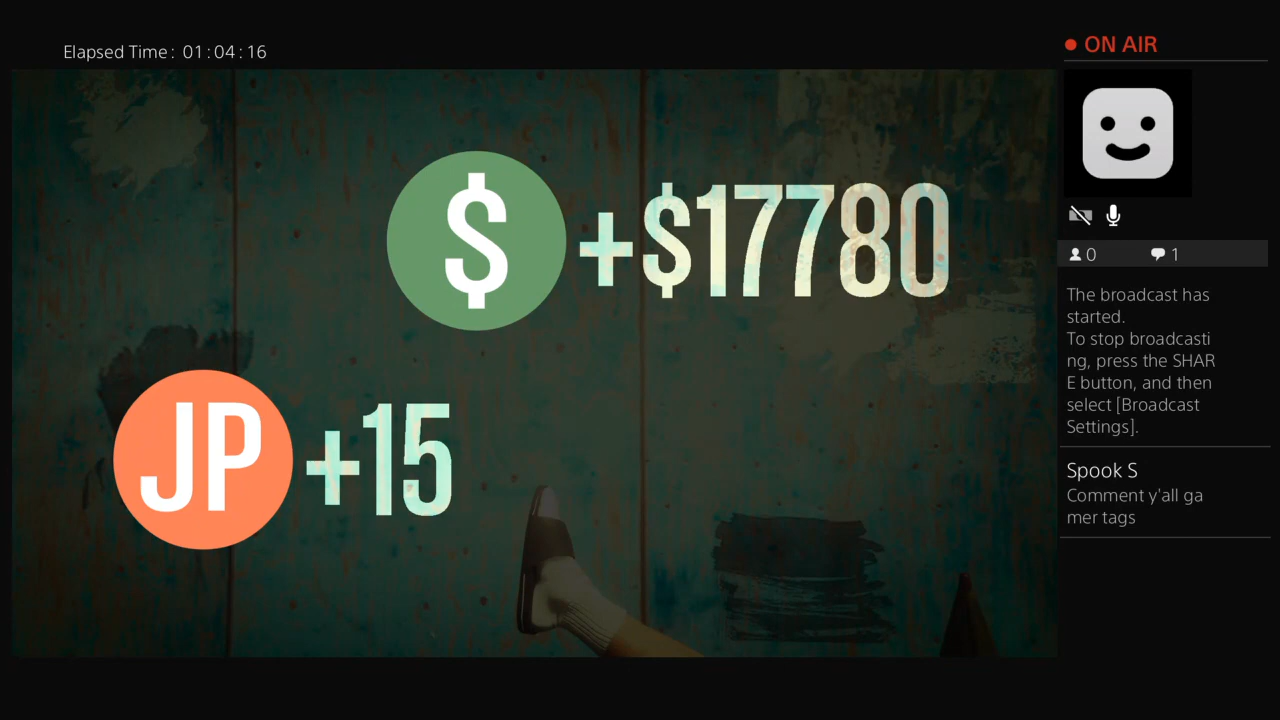 Elapsed Time: 01:04:16
ON AIR
$ +$17780
JP +15
0 1
The broadcast has
started.
To stop broadcasti
ng, press the SHAR
E button, and then
select [Broadcast
Settings].
Spook S
Comment y'all ga
mer tags